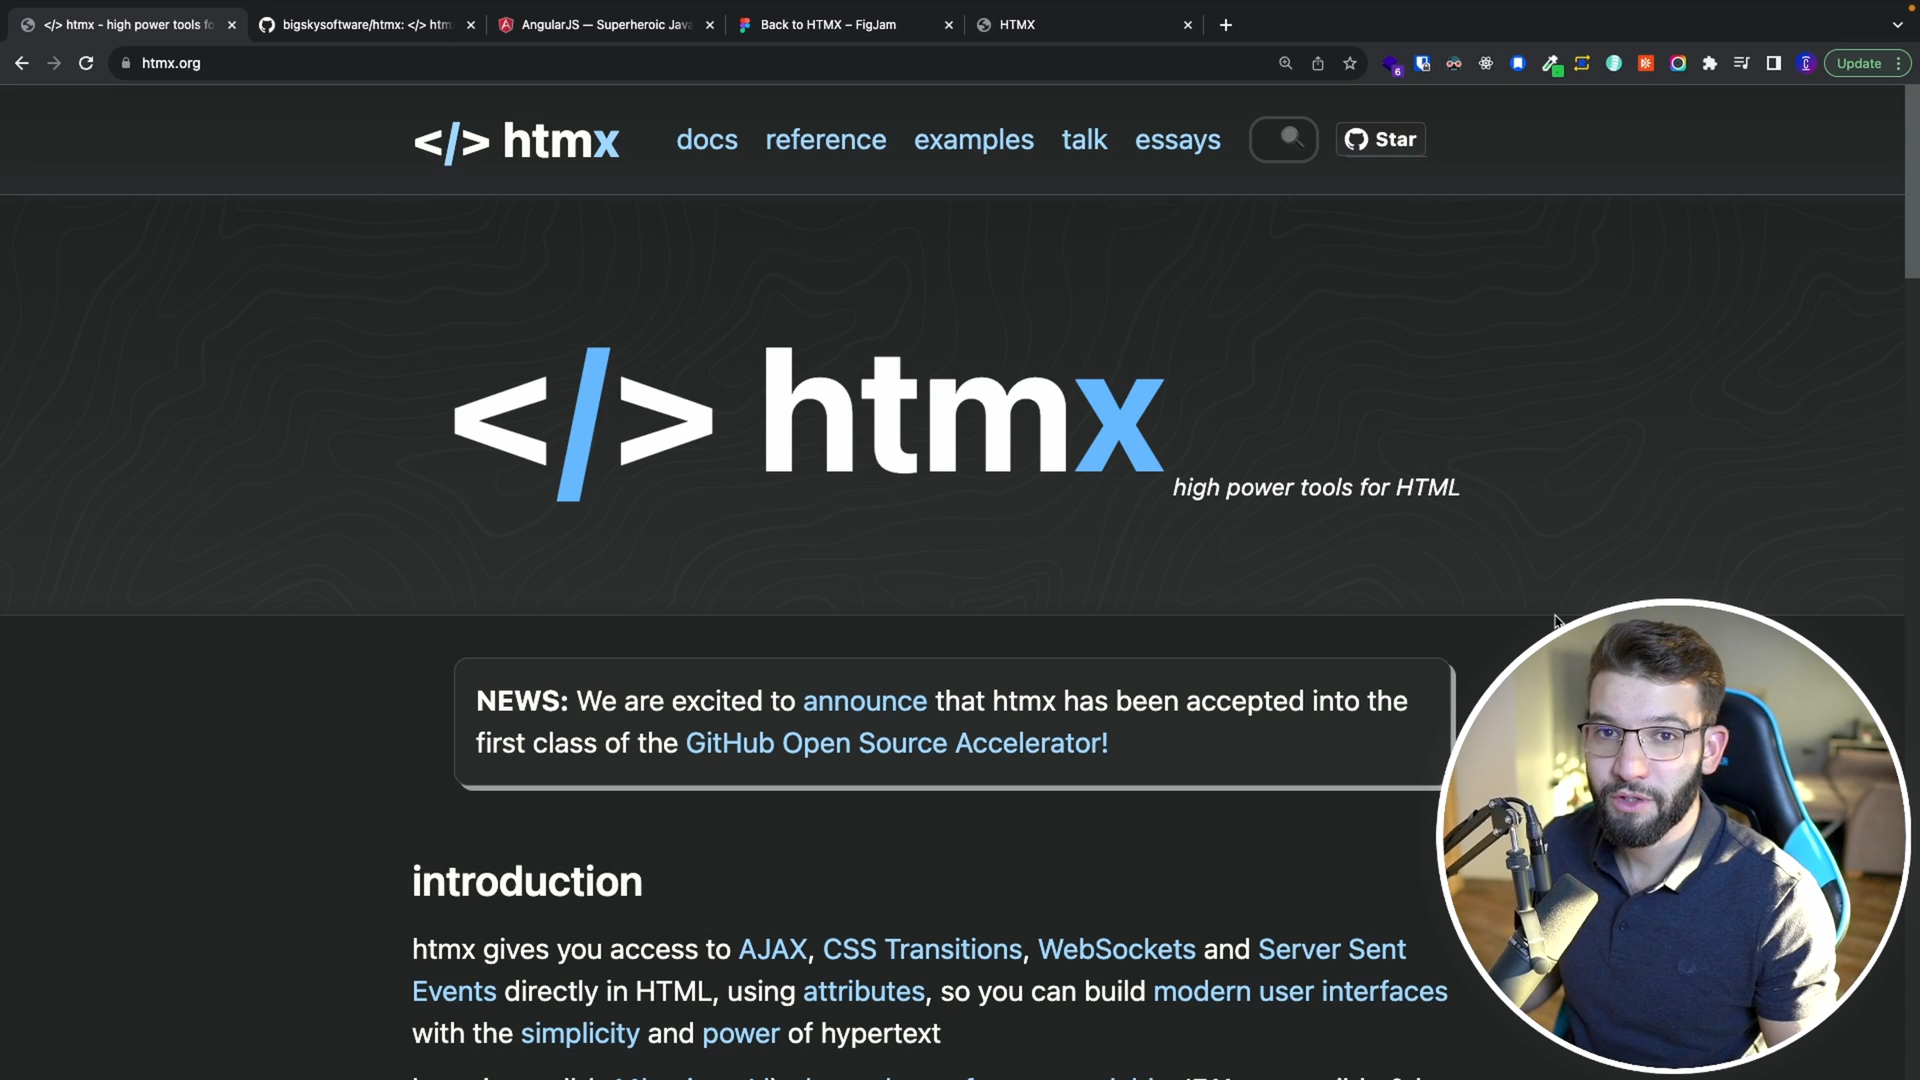 </> htmx - high power tools fo
bigskysoftware/htmx: </> htm
AngularJS — Superheroic Java
Back to HTMX – FigJam
HTMX
htmx.org
6
Update
</> htmx
docs
reference
examples
talk
essays
Star
</> htmx
high power tools for HTML
NEWS: We are excited to announce that htmx has been accepted into the
first class of the GitHub Open Source Accelerator!
introduction
htmx gives you access to AJAX, CSS Transitions, WebSockets and Server Sent
Events directly in HTML, using attributes, so you can build modern user interfaces
with the simplicity and power of hypertext